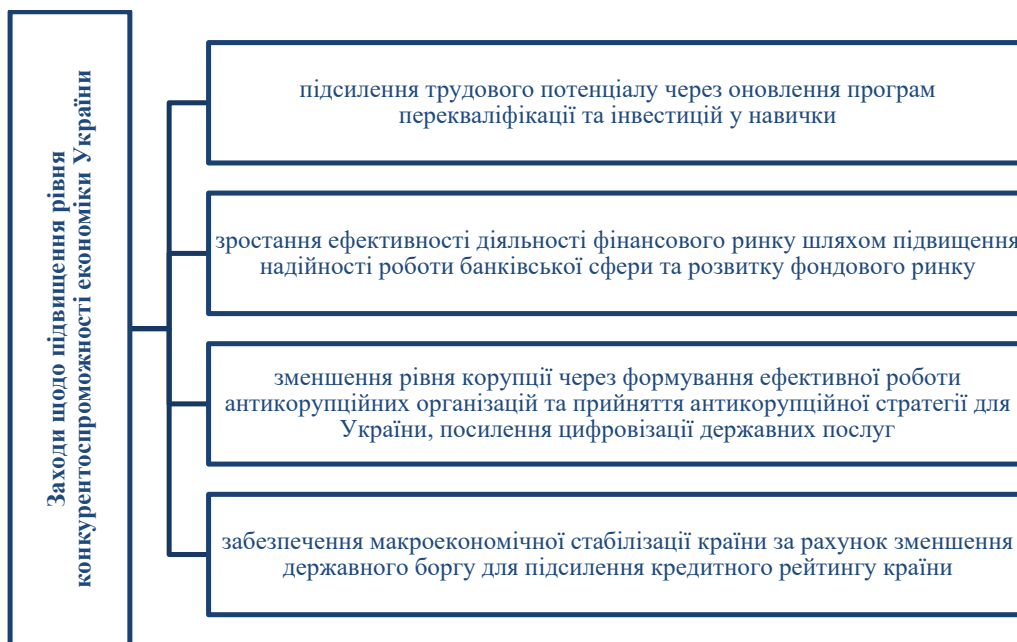 Заходи щодо підвищення рівня
конкурентоспроможності економіки України
підсилення трудового потенціалу через оновлення програм
перекваліфікації та інвестицій у навички
зростання ефективності діяльності фінансового ринку шляхом підвищення
надійності роботи банківської сфери та розвитку фондового ринку
зменшення рівня корупції через формування ефективної роботи
антикорупційних організацій та прийняття антикорупційної стратегії для
України, посилення цифровізації державних послуг
забезпечення макроекономічної стабілізації країни за рахунок зменшення
державного боргу для підсилення кредитного рейтингу країни